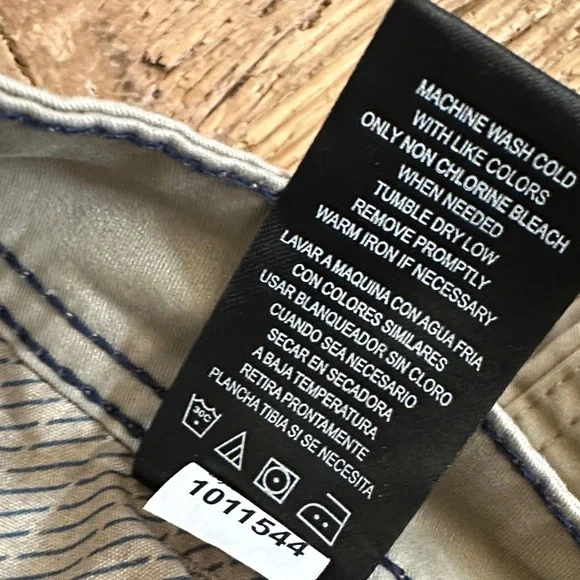 MACHINE WASH COLD
WITH LIKE COLORS
ONLY NON CHLORINE BLEACH
WHEN NEEDED
TUMBLE DRY LOW
REMOVE PROMPTLY
WARM IRON IF NECESSARY
LAVAR A MAQUINA CON AGUA FRIA
CON COLORES SIMILARES
USAR BLANQUEADOR SIN CLORO
CUANDO SEA NECESARIO
SECAR EN SECADORA
A BAJA TEMPERATURA
RETIRA PRONTAMENTE
PLANCHA TIBIA SI SE NECESITA
30C
1011544